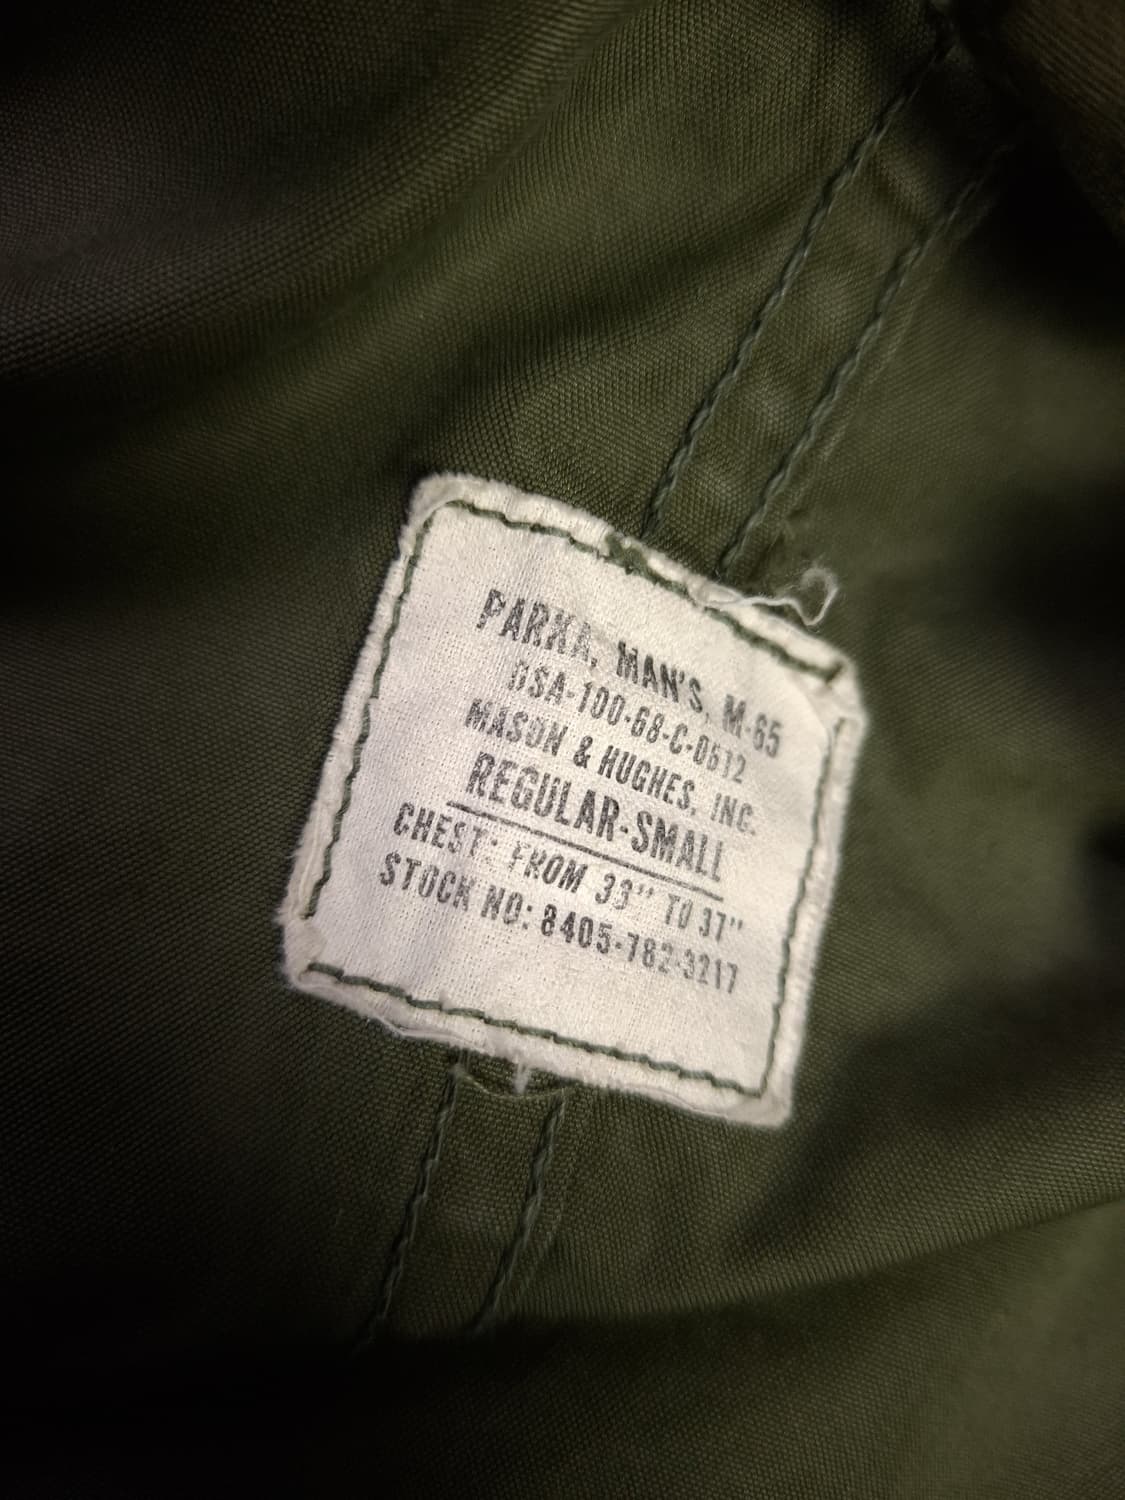 PARKA, MAN'S, M-65
DSA-100-68-C-0612
MASON & HUGHES, INC.
REGULAR-SMALL
CHEST: FROM 33" TO 37"
STOCK NO: 8405-782-3217